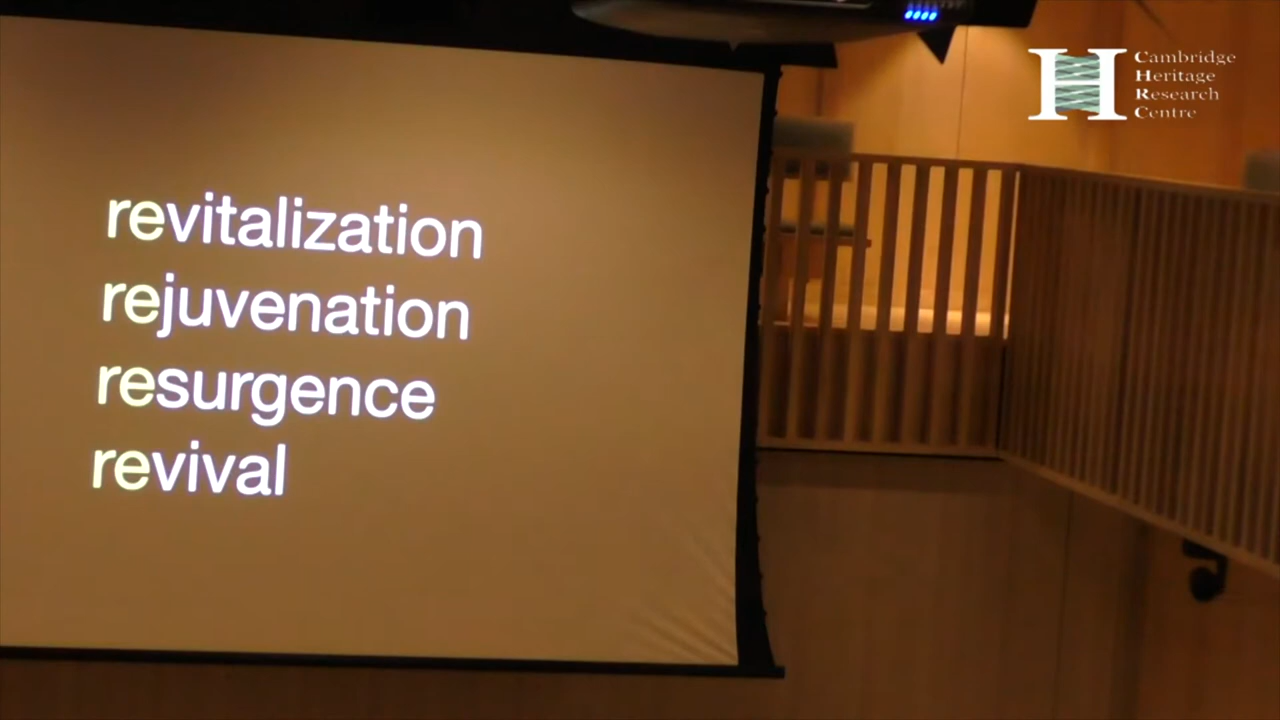 revitalization
rejuvenation
resurgence
revival
H Cambridge
Heritage
Research
Centre